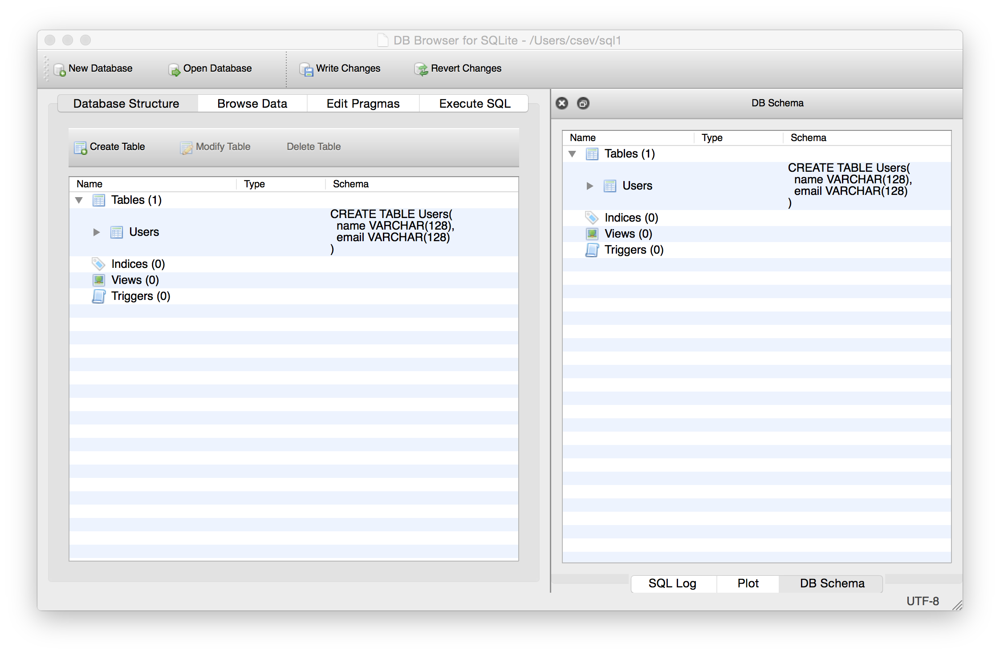 DB Browser for SQLite - /Users/csev/sql1
New Database
Open Database
Write Changes
Revert Changes
Database Structure
Browse Data
Edit Pragmas
Execute SQL
Create Table
Modify Table
Delete Table
Name
Type
Schema
Tables (1)
Users
CREATE TABLE Users(
name VARCHAR(128),
email VARCHAR(128)
)
Indices (0)
Views (0)
Triggers (0)
DB Schema
Name
Type
Schema
Tables (1)
Users
CREATE TABLE Users(
name VARCHAR(128),
email VARCHAR(128)
)
Indices (0)
Views (0)
Triggers (0)
SQL Log
Plot
DB Schema
UTF-8